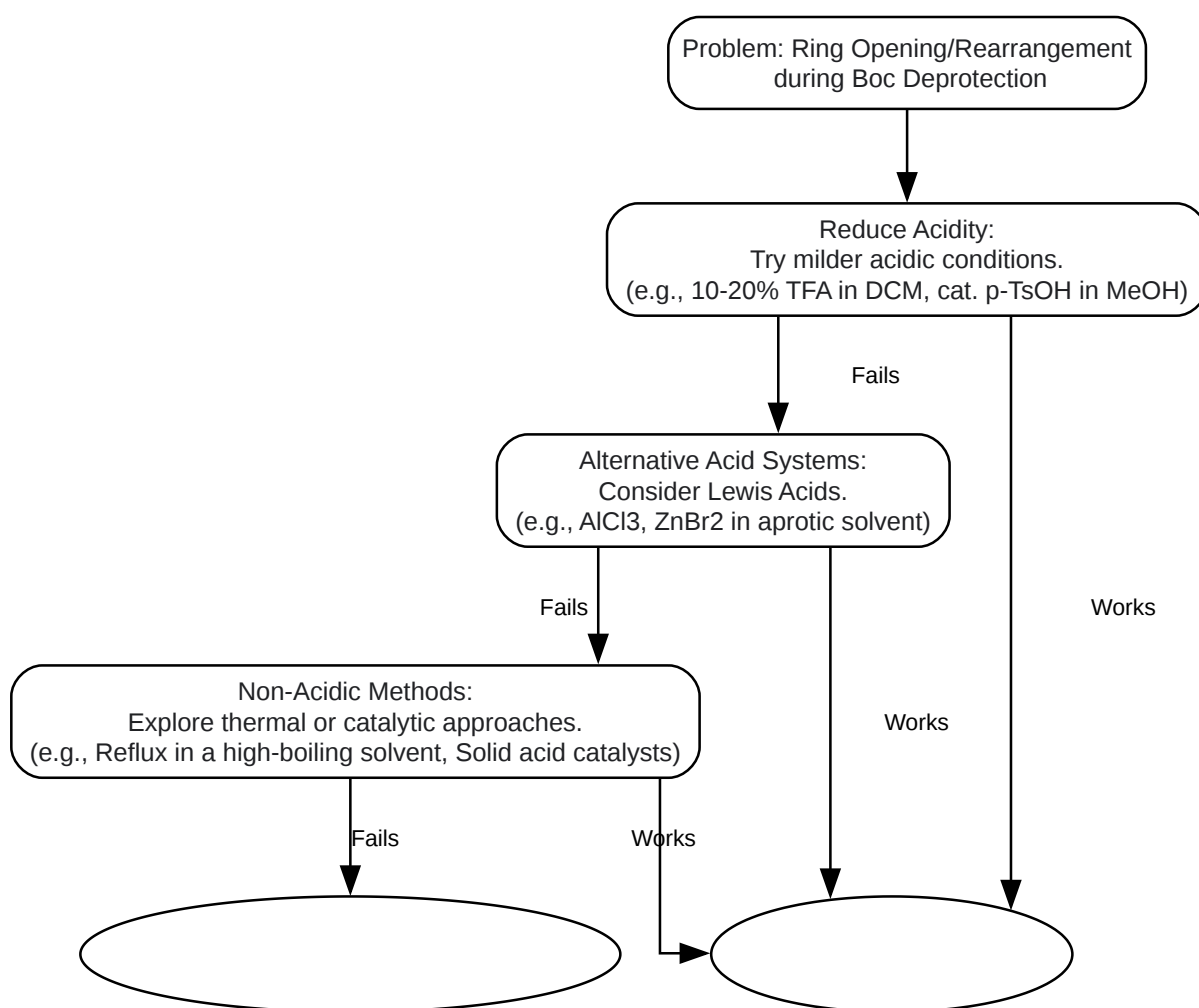 Problem: Ring Opening/Rearrangement
during Boc Deprotection
Reduce Acidity:
Try milder acidic conditions.
(e.g., 10-20% TFA in DCM, cat. p-TsOH in MeOH)
Fails
Alternative Acid Systems:
Consider Lewis Acids.
(e.g., AlCl3, ZnBr2 in aprotic solvent)
Fails
Works
Non-Acidic Methods:
Explore thermal or catalytic approaches.
(e.g., Reflux in a high-boiling solvent, Solid acid catalysts)
Works
Fails
Works